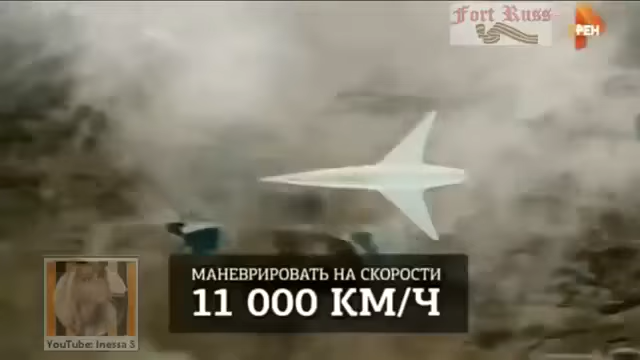 Fort Russ
РЕН
МАНЕВРИРОВАТЬ НА СКОРОСТИ
11 000 КМ/Ч
YouTube: Inessa S